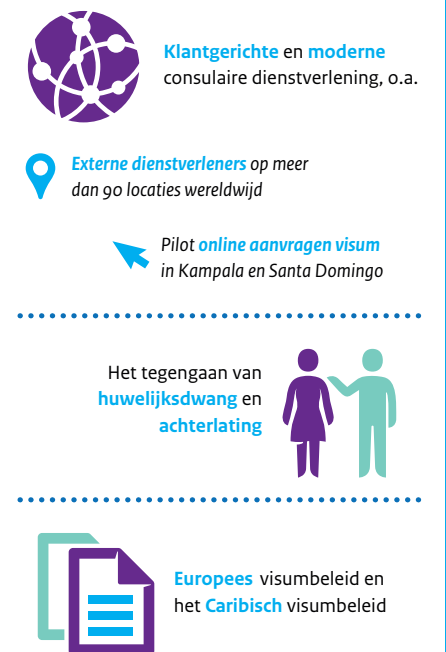 Klantgerichte en moderne
consulaire dienstverlening, o.a.
Externe dienstverleners op meer
dan 90 locaties wereldwijd
Pilot online aanvragen visum
in Kampala en Santa Domingo
Het tegengaan van
huwelijksdwang en
achterlating
Europees visumbeleid en
het Caribisch visumbeleid